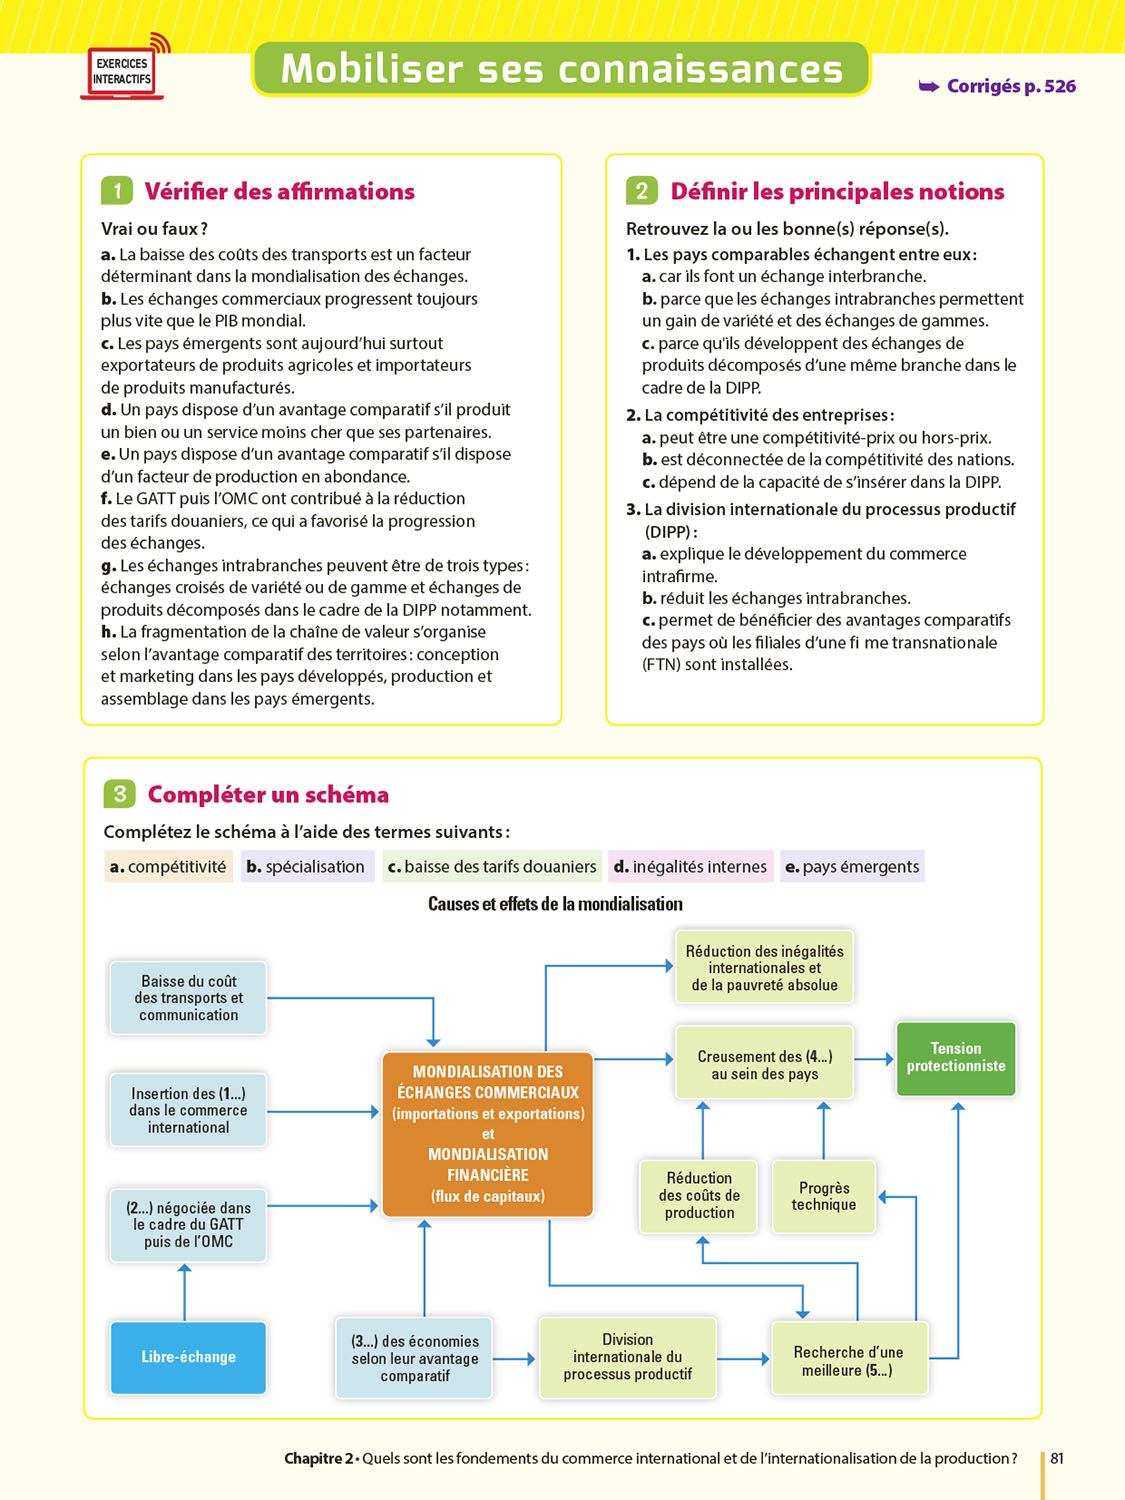 EXERCICES
INTERACTIFS
Mobiliser ses connaissances
➥ Corrigés p. 526
1 Vérifier des affirmations
Vrai ou faux ?
a. La baisse des coûts des transports est un facteur
déterminant dans la mondialisation des échanges.
b. Les échanges commerciaux progressent toujours
plus vite que le PIB mondial.
c. Les pays émergents sont aujourd’hui surtout
exportateurs de produits agricoles et importateurs
de produits manufacturés.
d. Un pays dispose d’un avantage comparatif s’il produit
un bien ou un service moins cher que ses partenaires.
e. Un pays dispose d’un avantage comparatif s’il dispose
d’un facteur de production en abondance.
f. Le GATT puis l’OMC ont contribué à la réduction
des tarifs douaniers, ce qui a favorisé la progression
des échanges.
g. Les échanges intrabranches peuvent être de trois types :
échanges croisés de variété ou de gamme et échanges de
produits décomposés dans le cadre de la DIPP notamment.
h. La fragmentation de la chaîne de valeur s’organise
selon l’avantage comparatif des territoires : conception
et marketing dans les pays développés, production et
assemblage dans les pays émergents.
2 Définir les principales notions
Retrouvez la ou les bonne(s) réponse(s).
1. Les pays comparables échangent entre eux :
a. car ils font un échange interbranche.
b. parce que les échanges intrabranches permettent
un gain de variété et des échanges de gammes.
c. parce qu'ils développent des échanges de
produits décomposés d’une même branche dans le
cadre de la DIPP.
2. La compétitivité des entreprises :
a. peut être une compétitivité-prix ou hors-prix.
b. est déconnectée de la compétitivité des nations.
c. dépend de la capacité de s’insérer dans la DIPP.
3. La division internationale du processus productif
(DIPP) :
a. explique le développement du commerce
intrafirme.
b. réduit les échanges intrabranches.
c. permet de bénéficier des avantages comparatifs
des pays où les filiales d’une fi me transnationale
(FTN) sont installées.
3 Compléter un schéma
Complétez le schéma à l’aide des termes suivants :
a. compétitivité b. spécialisation c. baisse des tarifs douaniers d. inégalités internes e. pays émergents
Causes et effets de la mondialisation
Baisse du coût
des transports et
communication
Insertion des (1...)
dans le commerce
international
(2...) négociée dans
le cadre du GATT
puis de l’OMC
Libre-échange
MONDIALISATION DES
ÉCHANGES COMMERCIAUX
(importations et exportations)
et
MONDIALISATION
FINANCIÈRE
(flux de capitaux)
Réduction des inégalités
internationales et
de la pauvreté absolue
Creusement des (4...)
au sein des pays
Tension
protectionniste
Réduction
des coûts de
production
Progrès
technique
(3...) des économies
selon leur avantage
comparatif
Division
internationale du
processus productif
Recherche d’une
meilleure (5...)
Chapitre 2 • Quels sont les fondements du commerce international et de l’internationalisation de la production ? 81